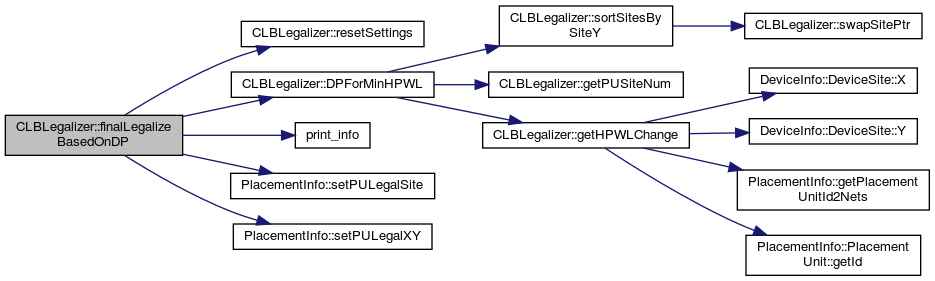 CLBLegalizer::finalLegalize
BasedOnDP
CLBLegalizer::resetSettings
CLBLegalizer::DPForMinHPWL
print_info
PlacementInfo::setPULegalSite
PlacementInfo::setPULegalXY
CLBLegalizer::sortSitesBy
SiteY
CLBLegalizer::getPUSiteNum
CLBLegalizer::getHPWLChange
CLBLegalizer::swapSitePtr
DeviceInfo::DeviceSite::X
DeviceInfo::DeviceSite::Y
PlacementInfo::getPlacement
UnitId2Nets
PlacementInfo::Placement
Unit::getId